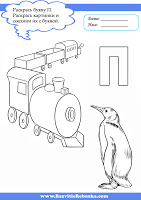 Раскрась букву П.
Раскрась картинки и
соедини их с буквой.
Дата:
Имя:
П
www.RazvitieRebenka.com